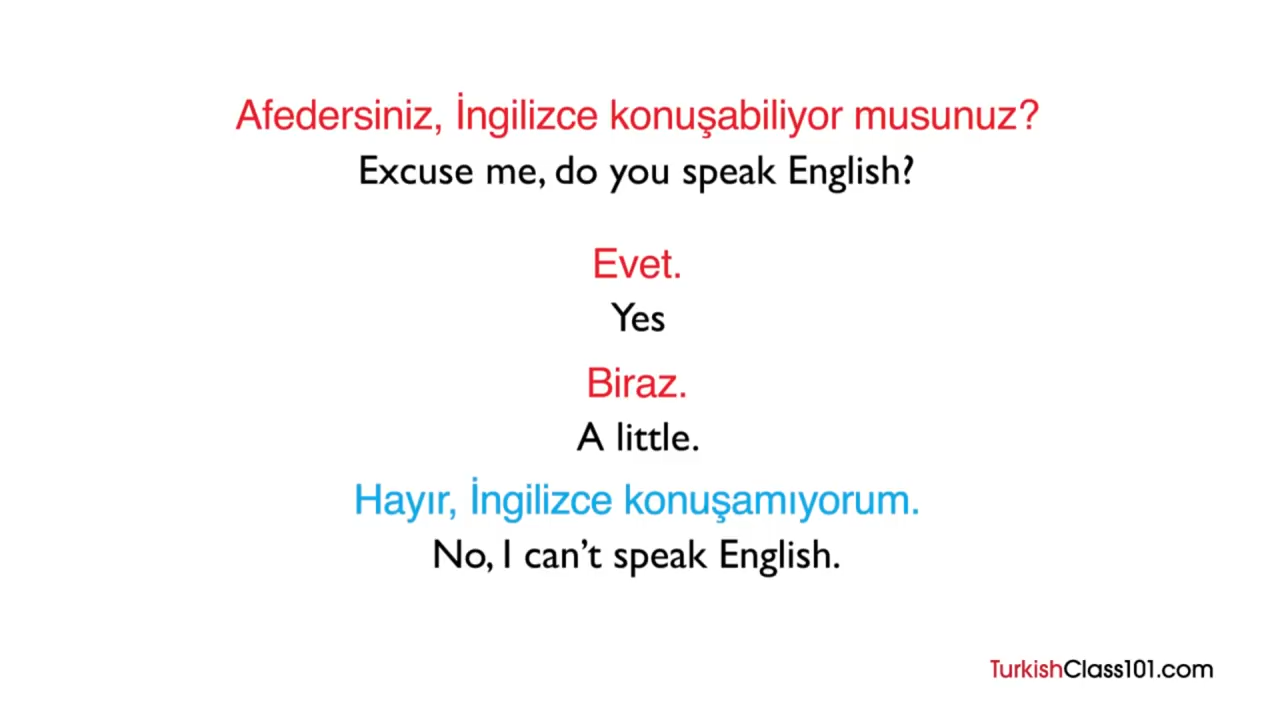 Afedersiniz, İngilizce konuşabiliyor musunuz?
Excuse me, do you speak English?
Evet.
Yes
Biraz.
A little.
Hayır, İngilizce konuşamıyorum.
No, I can’t speak English.
TurkishClass101.com